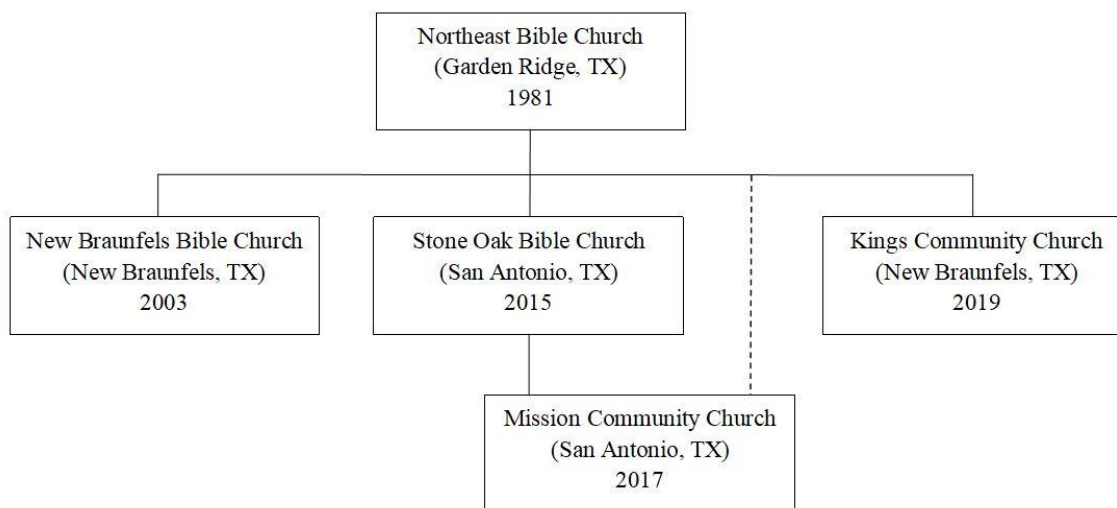 Northeast Bible Church
(Garden Ridge, TX)
1981
New Braunfels Bible Church
(New Braunfels, TX)
2003
Stone Oak Bible Church
(San Antonio, TX)
2015
Kings Community Church
(New Braunfels, TX)
2019
Mission Community Church
(San Antonio, TX)
2017